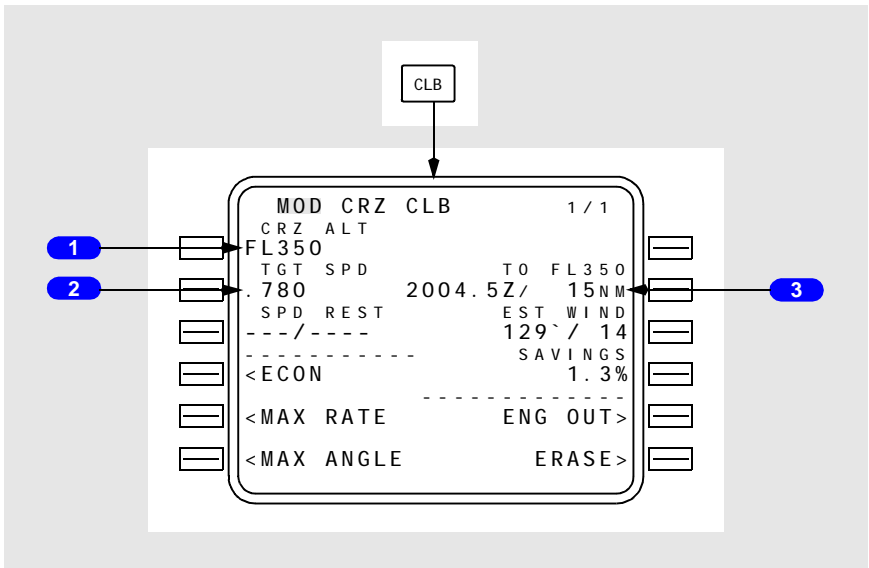 CLB
MOD CRZ CLB 1/1
CRZ ALT
FL350
TGT SPD TO FL350
.780 2004.5Z/ 15NM
SPD REST EST WIND
---/---- 129`/ 14
----------- SAVINGS
<ECON 1.3%
-------------
<MAX RATE ENG OUT>
<MAX ANGLE ERASE>
1
2
3